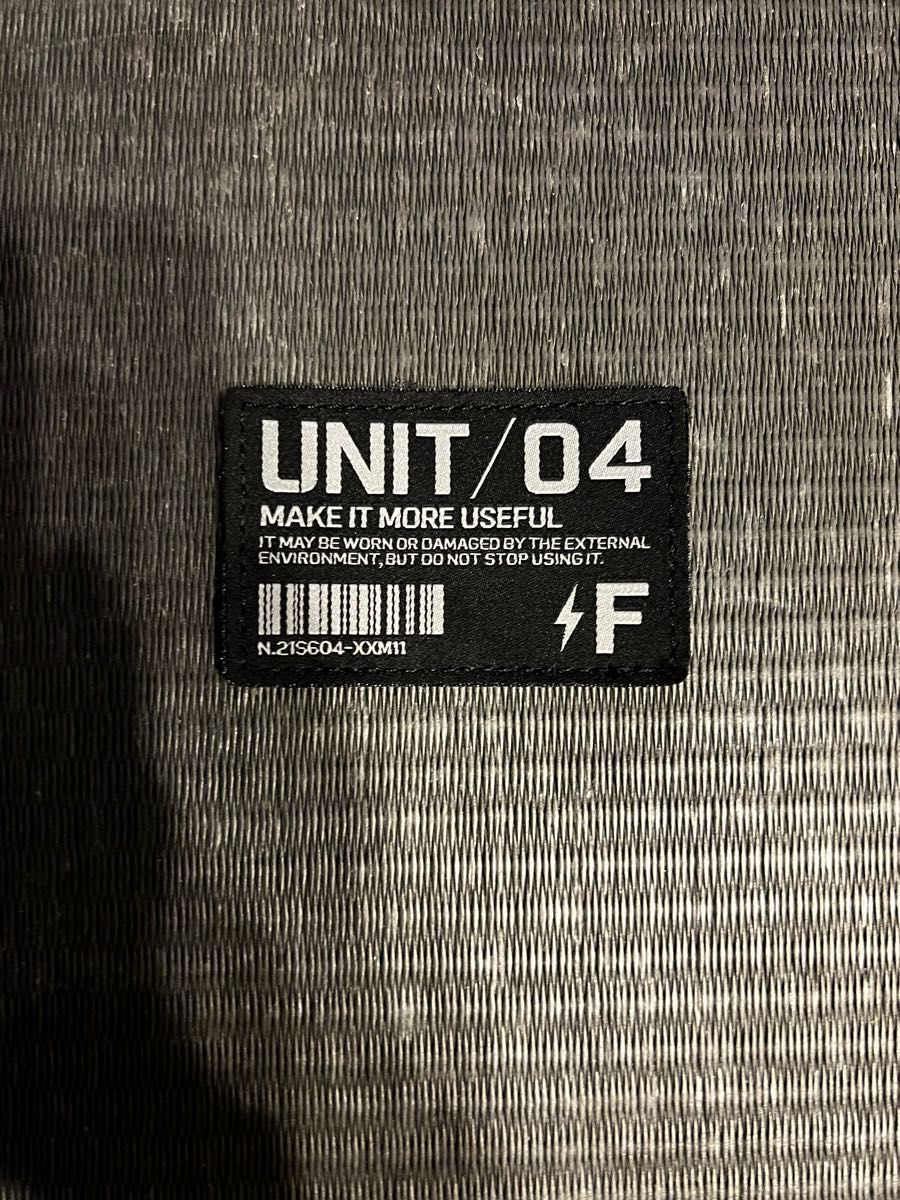 UNIT/04
MAKE IT MORE USEFUL
IT MAY BE WORN OR DAMAGED BY THE EXTERNAL
ENVIRONMENT, BUT DO NOT STOP USING IT.
F
N.21S604-XXM11